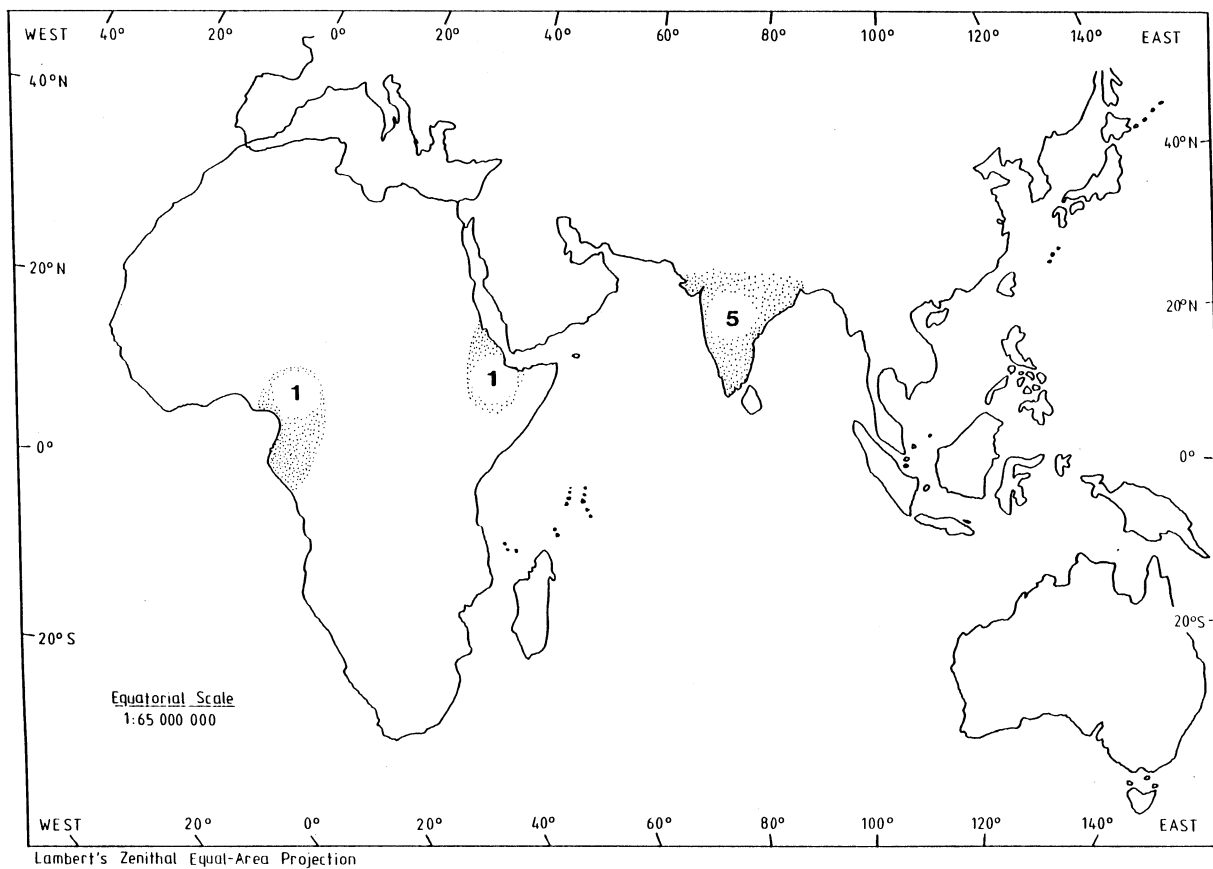 WEST 40° 20° 0° 20° 40° 60° 80° 100° 120° 140° EAST
40°N
40°N
20°N
20°N
5
1
1
0°
0°
20°S
20°S
Equatorial Scale
1:65 000 000
WEST 20° 0° 20° 40° 60° 80° 100° 120° 140° EAST
Lambert's Zenithal Equal-Area Projection